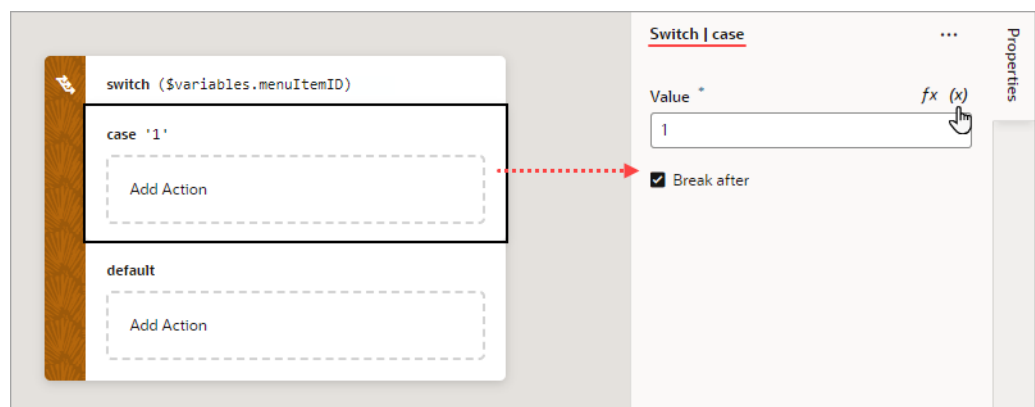 switch ($variables.menuItemID)
case '1'
Add Action
default
Add Action
Switch | case
...
Value * fx (x)
1
Break after
Properties